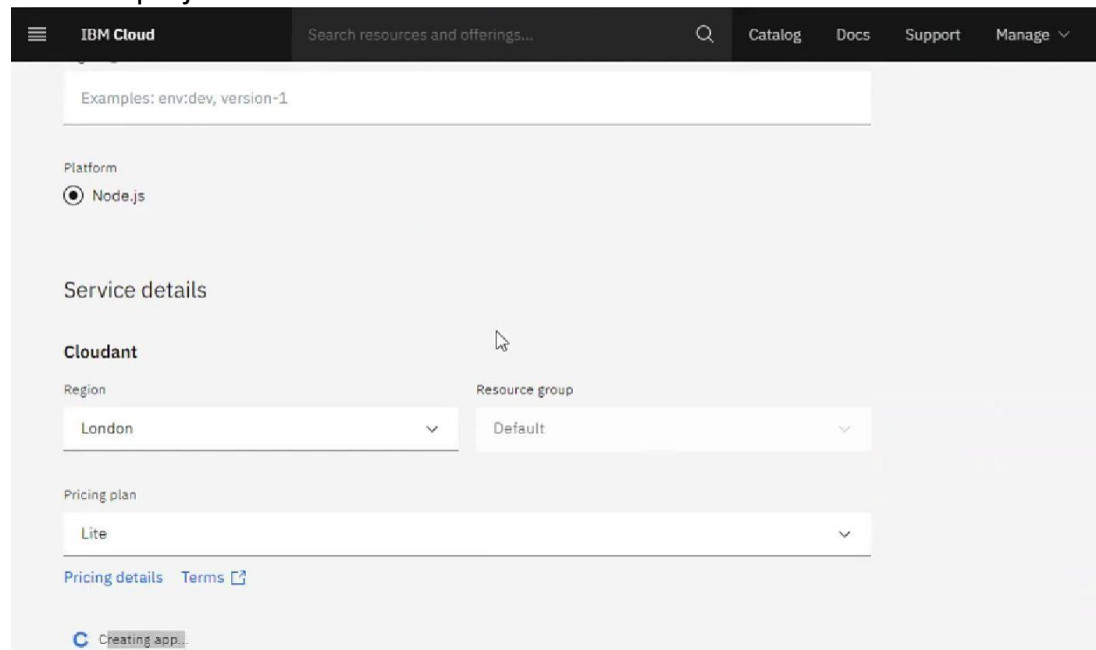 IBM Cloud Search resources and offerings... Catalog Docs Support Manage
Examples: env:dev, version-1
Platform
Node.js
Service details
Cloudant
Region Resource group
London Default
Pricing plan
Lite
Pricing details Terms
Creating app...